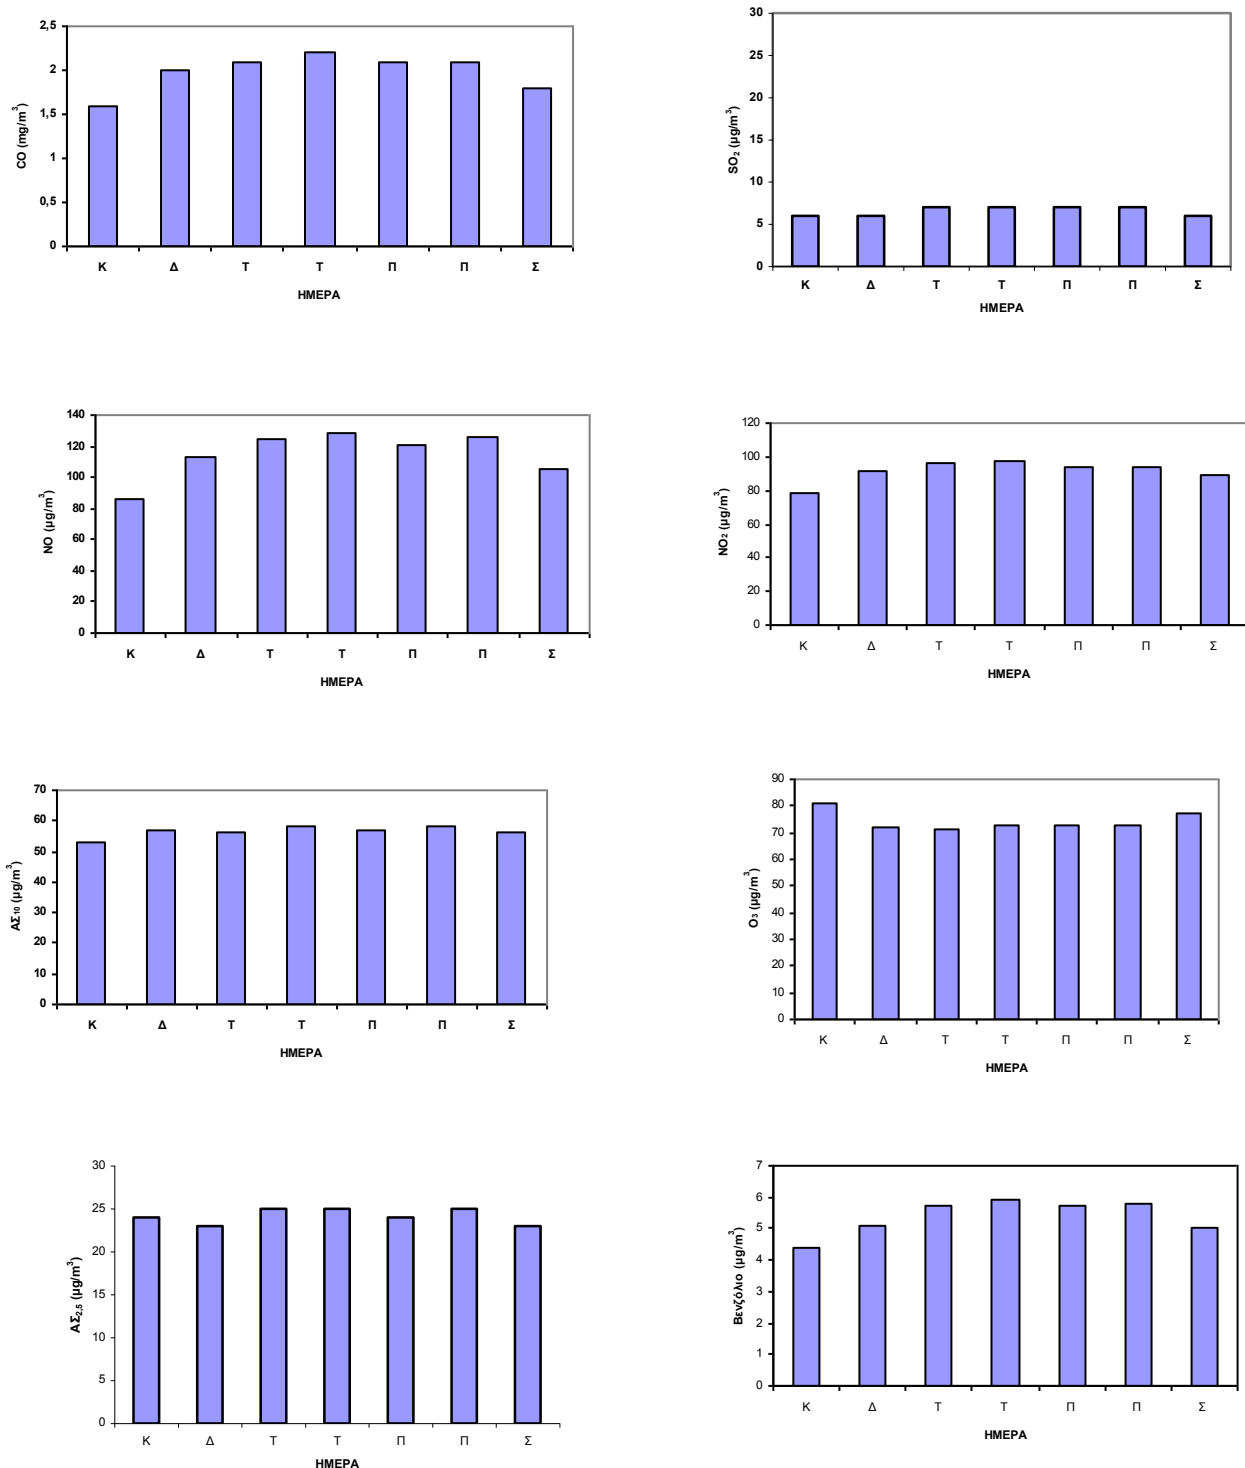 2,5
2
1,5
1
0,5
0
CO (mg/m³)
Κ Δ Τ Τ Π Π Σ
ΗΜΕΡΑ
30
25
20
15
10
5
0
SO₂ (μg/m³)
Κ Δ Τ Τ Π Π Σ
ΗΜΕΡΑ
140
120
100
80
60
40
20
0
NO (μg/m³)
Κ Δ Τ Τ Π Π Σ
ΗΜΕΡΑ
120
100
80
60
40
20
0
NO₂ (μg/m³)
Κ Δ Τ Τ Π Π Σ
ΗΜΕΡΑ
70
60
50
40
30
20
10
0
ΑΣ₁₀ (μg/m³)
Κ Δ Τ Τ Π Π Σ
ΗΜΕΡΑ
90
80
70
60
50
40
30
20
10
0
O₃ (μg/m³)
Κ Δ Τ Τ Π Π Σ
ΗΜΕΡΑ
30
25
20
15
10
5
0
ΑΣ₂,₅ (μg/m³)
Κ Δ Τ Τ Π Π Σ
ΗΜΕΡΑ
7
6
5
4
3
2
1
0
Βενζόλιο (μg/m³)
Κ Δ Τ Τ Π Π Σ
ΗΜΕΡΑ